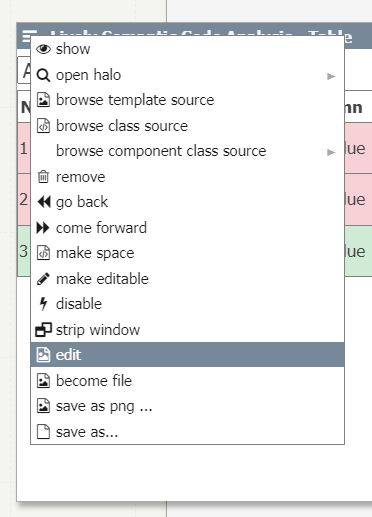 Lively Semantic Code Analysis - Table
show
open halo
browse template source
browse class source
browse component class source
remove
go back
come forward
make space
make editable
disable
strip window
edit
become file
save as png ...
save as...
A
N
mn
1
lue
2
lue
3
lue